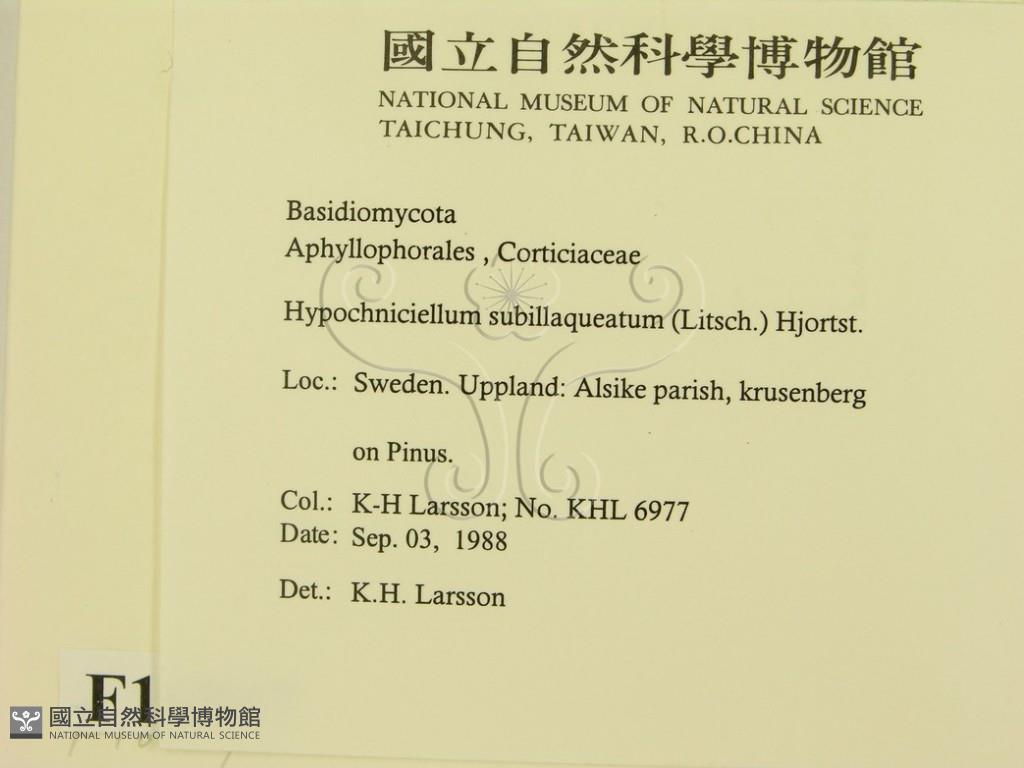 國立自然科學博物館
NATIONAL MUSEUM OF NATURAL SCIENCE
TAICHUNG, TAIWAN, R.O.CHINA
Basidiomycota
Aphyllophorales , Corticiaceae
Hypochniciellum subillaqueatum (Litsch.) Hjortst.
Loc.: Sweden. Uppland: Alsike parish, krusenberg
on Pinus.
Col.: K-H Larsson; No. KHL 6977
Date: Sep. 03, 1988
Det.: K.H. Larsson
F1
國立自然科學博物館
NATIONAL MUSEUM OF NATURAL SCIENCE